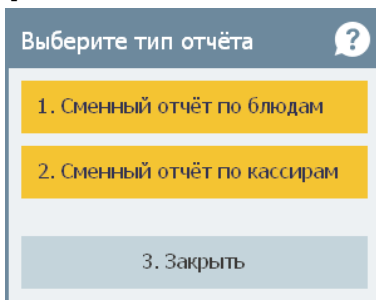 Выберите тип отчёта ?
1. Сменный отчёт по блюдам
2. Сменный отчёт по кассирам
3. Закрыть